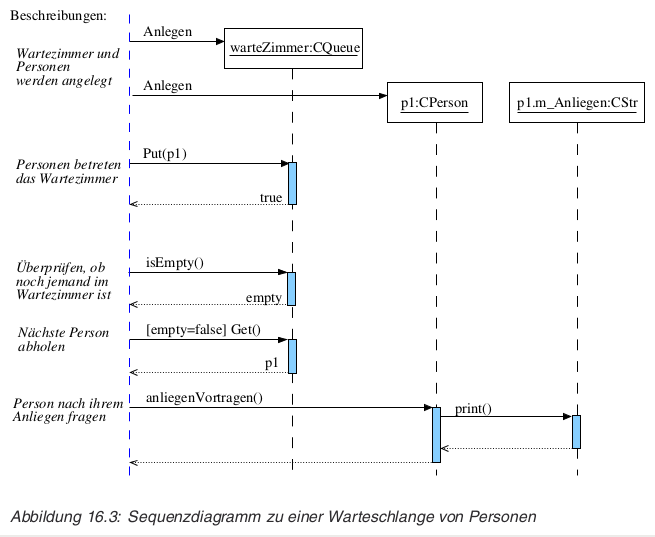 Beschreibungen:
Anlegen
warteZimmer:CQueue
Wartezimmer und
Personen
werden angelegt
Anlegen
p1:CPerson
p1.m_Anliegen:CStr
Put(p1)
Personen betreten
das Wartezimmer
true
isEmpty()
Überprüfen, ob
noch jemand im
Wartezimmer ist
empty
Nächste Person
abholen
[empty=false] Get()
p1
anliegenVortragen()
Person nach ihrem
Anliegen fragen
print()
Abbildung 16.3: Sequenzdiagramm zu einer Warteschlange von Personen